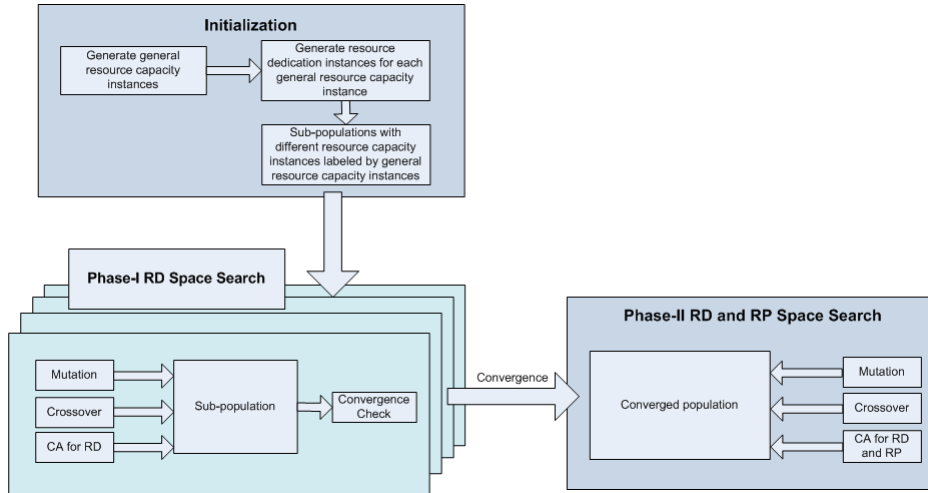 Initialization
Generate general
resource capacity
instances
Generate resource
dedication instances for each
general resource capacity
instance
Sub-populations with
different resource capacity
instances labeled by general
resource capacity instances
Phase-I RD Space Search
Mutation
Crossover
CA for RD
Sub-population
Convergence
Check
Convergence
Phase-II RD and RP Space Search
Converged population
Mutation
Crossover
CA for RD
and RP